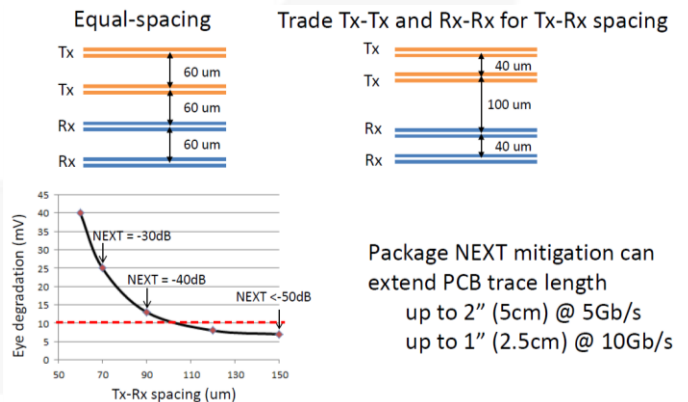 Equal-spacing
Tx
60 um
Tx
60 um
Rx
60 um
Rx
Trade Tx-Tx and Rx-Rx for Tx-Rx spacing
Tx
40 um
Tx
100 um
Rx
40 um
Rx
Eye degradation (mV)
45
40
35
30
25
20
15
10
5
0
NEXT = -30dB
NEXT = -40dB
NEXT <-50dB
50 70 90 110 130 150
Tx-Rx spacing (um)
Package NEXT mitigation can
extend PCB trace length
up to 2” (5cm) @ 5Gb/s
up to 1” (2.5cm) @ 10Gb/s